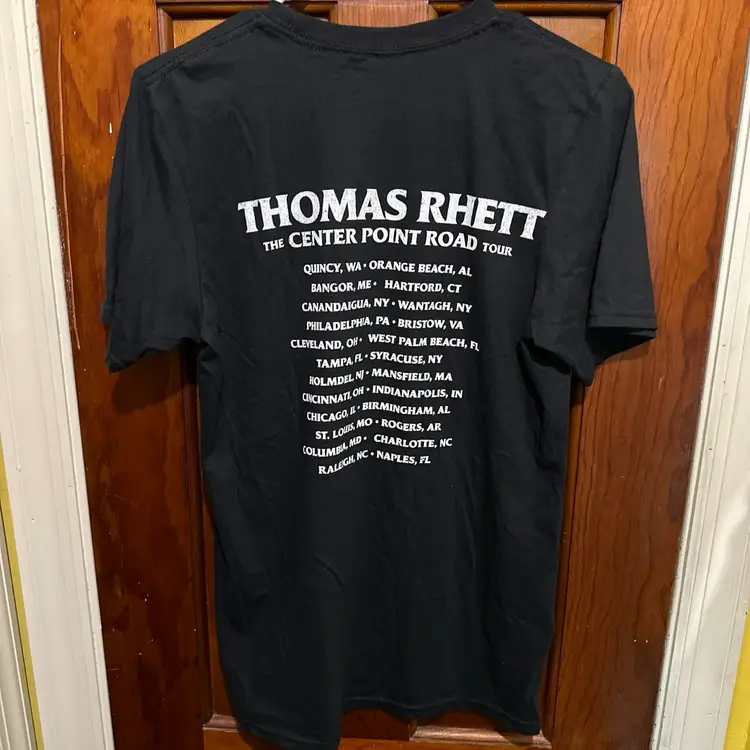 THOMAS RHETT
THE CENTER POINT ROAD TOUR
QUINCY, WA • ORANGE BEACH, AL
BANGOR, ME • HARTFORD, CT
CANANDAIGUA, NY • WANTAGH, NY
PHILADELPHIA, PA • BRISTOW, VA
CLEVELAND, OH • WEST PALM BEACH, FL
TAMPA, FL • SYRACUSE, NY
HOLMDEL, NJ • MANSFIELD, MA
CINCINNATI, OH • INDIANAPOLIS, IN
CHICAGO, IL • BIRMINGHAM, AL
ST. LOUIS, MO • ROGERS, AR
COLUMBIA, MD • CHARLOTTE, NC
RALEIGH, NC • NAPLES, FL